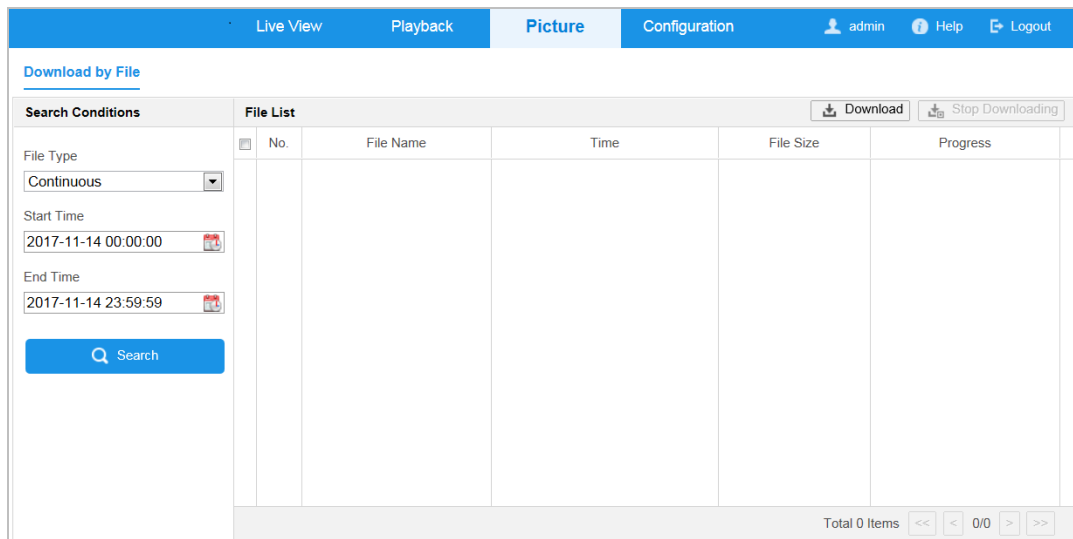 Live View Playback Picture Configuration admin Help Logout
Download by File
Search Conditions File List Download Stop Downloading
No. File Name Time File Size Progress
File Type
Continuous
Start Time
2017-11-14 00:00:00
End Time
2017-11-14 23:59:59
Search
Total 0 Items << < 0/0 > >>